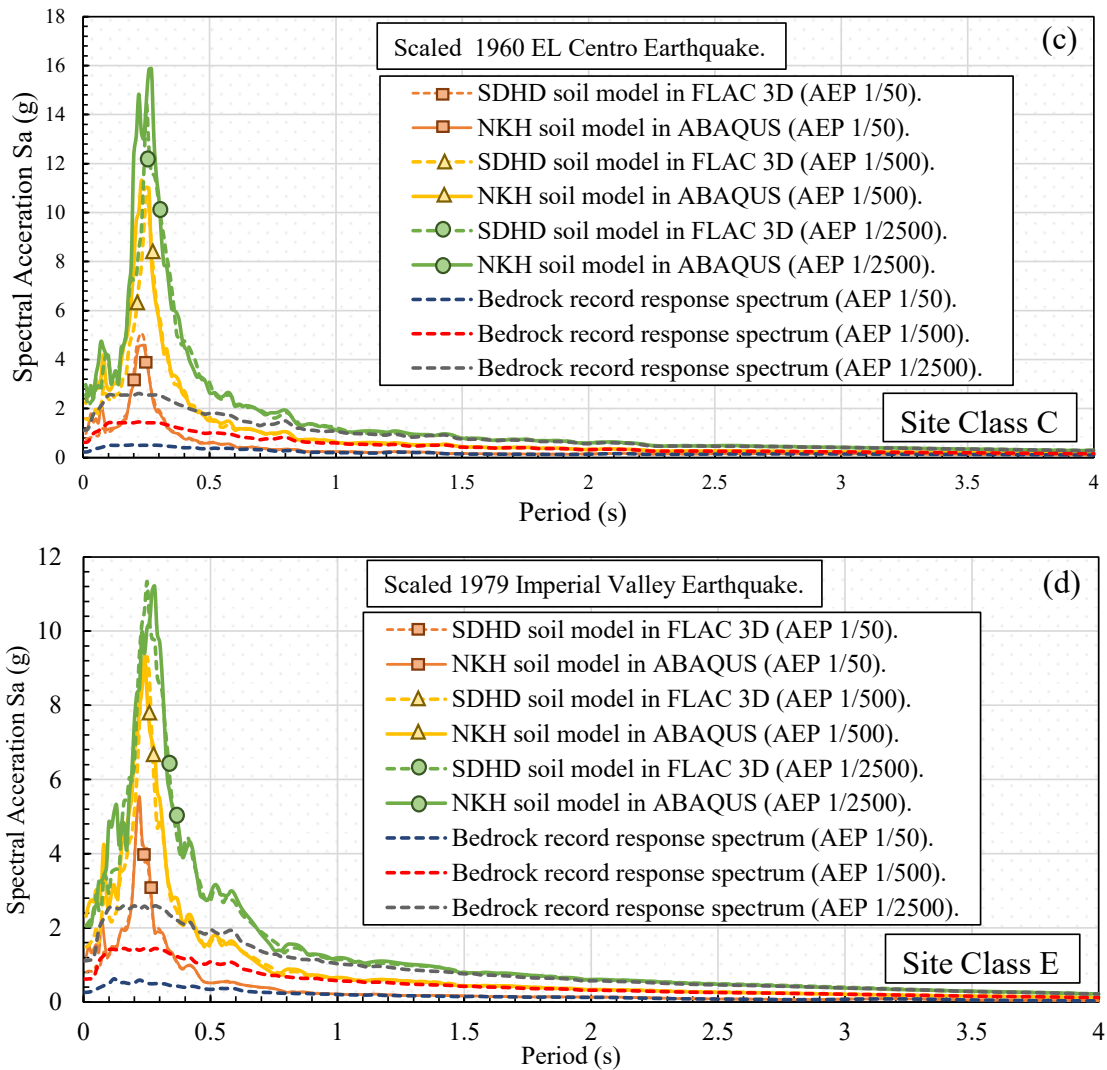 18
16
14
12
10
8
6
4
2
0
Spectral Acceration Sa (g)
(c)
Scaled 1960 EL Centro Earthquake.
SDHD soil model in FLAC 3D (AEP 1/50).
NKH soil model in ABAQUS (AEP 1/50).
SDHD soil model in FLAC 3D (AEP 1/500).
NKH soil model in ABAQUS (AEP 1/500).
SDHD soil model in FLAC 3D (AEP 1/2500).
NKH soil model in ABAQUS (AEP 1/2500).
Bedrock record response spectrum (AEP 1/50).
Bedrock record response spectrum (AEP 1/500).
Bedrock record response spectrum (AEP 1/2500).
Site Class C
0 0.5 1 1.5 2 2.5 3 3.5 4
Period (s)
12
10
8
6
4
2
0
Spectral Acceration Sa (g)
(d)
Scaled 1979 Imperial Valley Earthquake.
SDHD soil model in FLAC 3D (AEP 1/50).
NKH soil model in ABAQUS (AEP 1/50).
SDHD soil model in FLAC 3D (AEP 1/500).
NKH soil model in ABAQUS (AEP 1/500).
SDHD soil model in FLAC 3D (AEP 1/2500).
NKH soil model in ABAQUS (AEP 1/2500).
Bedrock record response spectrum (AEP 1/50).
Bedrock record response spectrum (AEP 1/500).
Bedrock record response spectrum (AEP 1/2500).
Site Class E
0 0.5 1 1.5 2 2.5 3 3.5 4
Period (s)